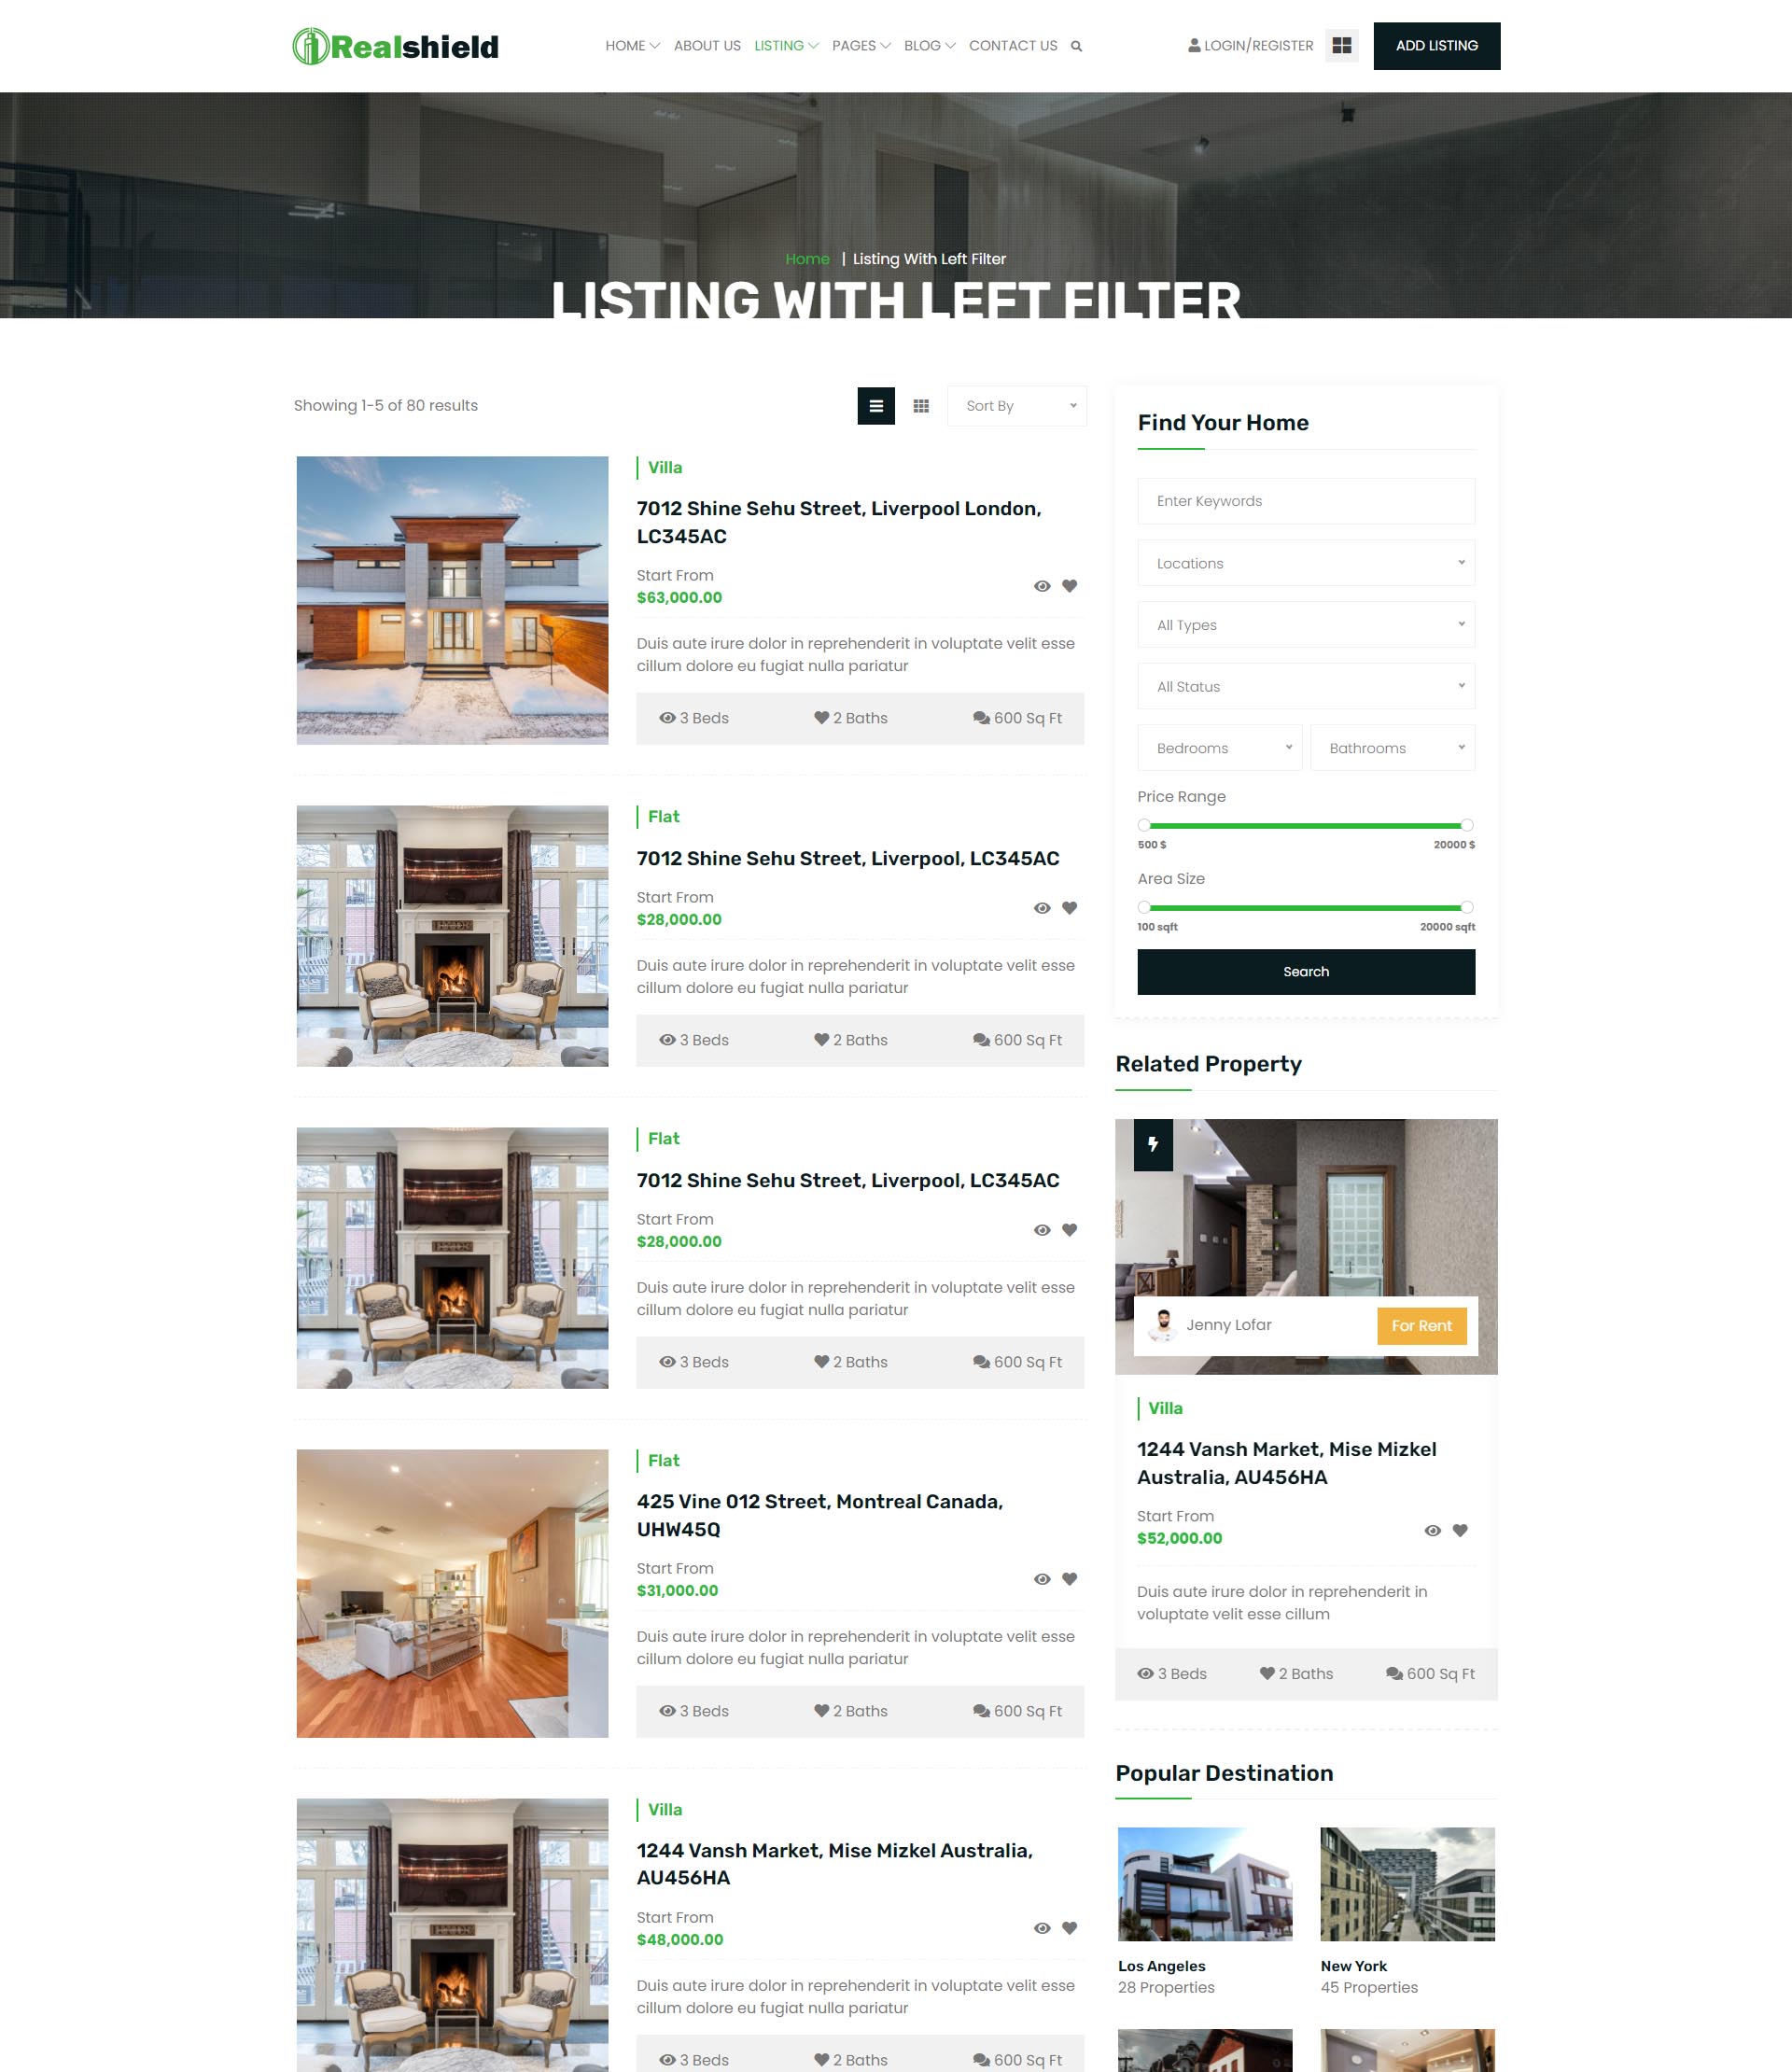 Realshield
HOME ABOUT US LISTING PAGES BLOG CONTACT US
LOGIN/REGISTER
ADD LISTING
Home | Listing With Left Filter
LISTING WITH LEFT FILTER
Showing 1-5 of 80 results
Sort By
Villa
7012 Shine Sehu Street, Liverpool London,
LC345AC
Start From
$63,000.00
Duis aute irure dolor in reprehenderit in voluptate velit esse
cillum dolore eu fugiat nulla pariatur
3 Beds 2 Baths 600 Sq Ft
Flat
7012 Shine Sehu Street, Liverpool, LC345AC
Start From
$28,000.00
Duis aute irure dolor in reprehenderit in voluptate velit esse
cillum dolore eu fugiat nulla pariatur
3 Beds 2 Baths 600 Sq Ft
Flat
7012 Shine Sehu Street, Liverpool, LC345AC
Start From
$28,000.00
Duis aute irure dolor in reprehenderit in voluptate velit esse
cillum dolore eu fugiat nulla pariatur
3 Beds 2 Baths 600 Sq Ft
Flat
425 Vine 012 Street, Montreal Canada,
UHW45Q
Start From
$31,000.00
Duis aute irure dolor in reprehenderit in voluptate velit esse
cillum dolore eu fugiat nulla pariatur
3 Beds 2 Baths 600 Sq Ft
Villa
1244 Vansh Market, Mise Mizkel Australia,
AU456HA
Start From
$48,000.00
Duis aute irure dolor in reprehenderit in voluptate velit esse
cillum dolore eu fugiat nulla pariatur
3 Beds 2 Baths 600 Sq Ft
Find Your Home
Enter Keywords
Locations
All Types
All Status
Bedrooms Bathrooms
Price Range
500 $ 20000 $
Area Size
100 sqft 20000 sqft
Search
Related Property
Jenny Lofar
For Rent
Villa
1244 Vansh Market, Mise Mizkel
Australia, AU456HA
Start From
$52,000.00
Duis aute irure dolor in reprehenderit in
voluptate velit esse cillum
3 Beds 2 Baths 600 Sq Ft
Popular Destination
Los Angeles
28 Properties
New York
45 Properties